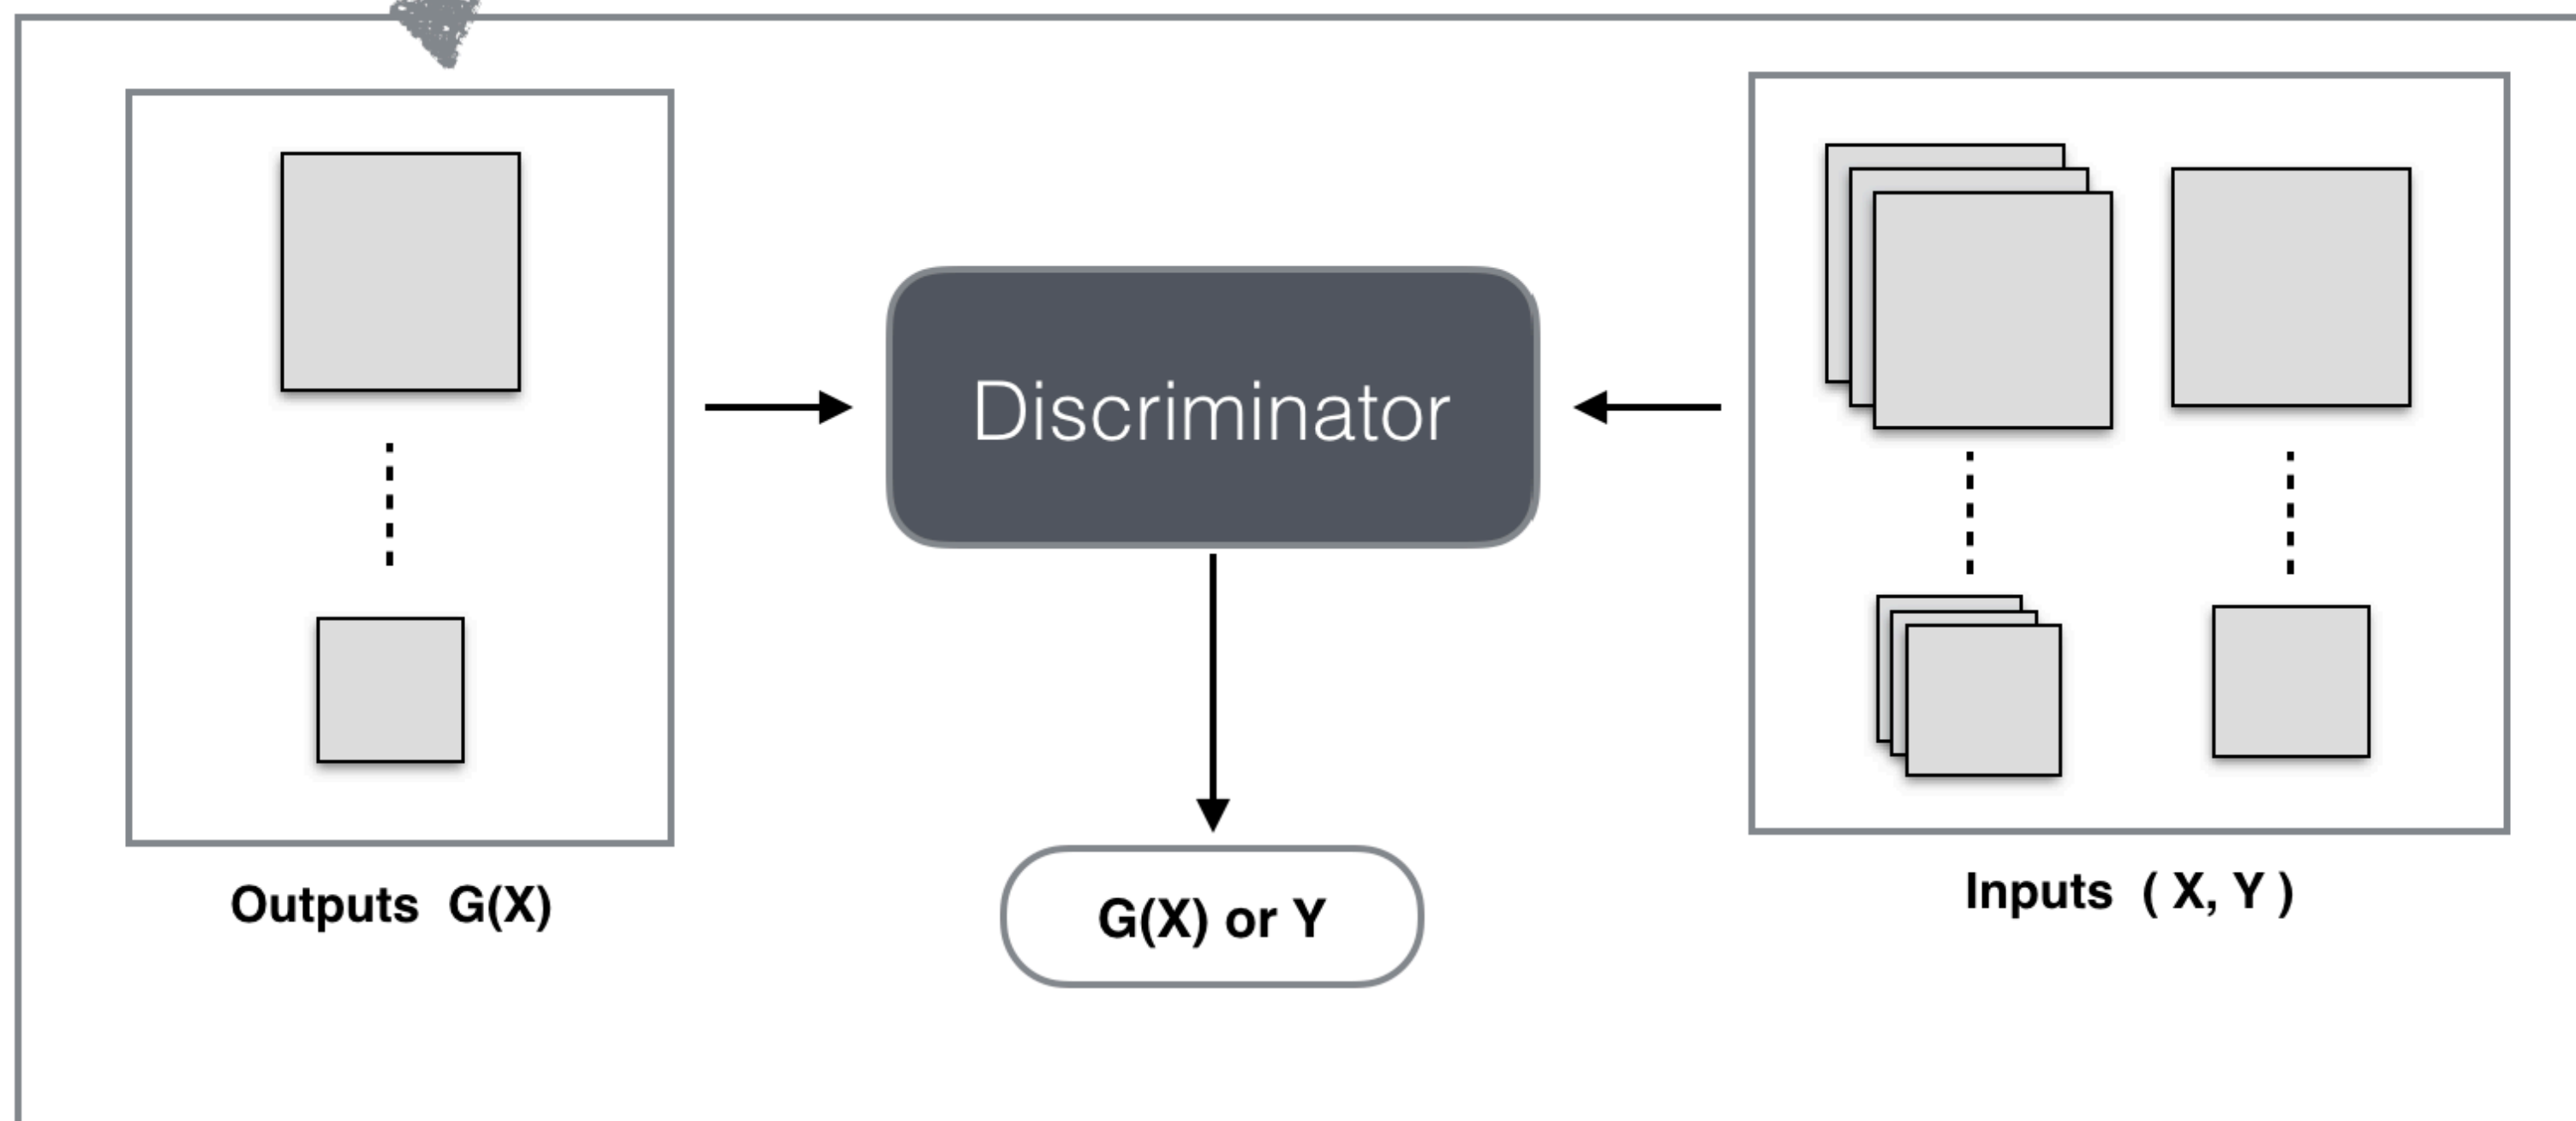 Discriminator
Outputs G(X)
Inputs ( X, Y )
G(X) or Y